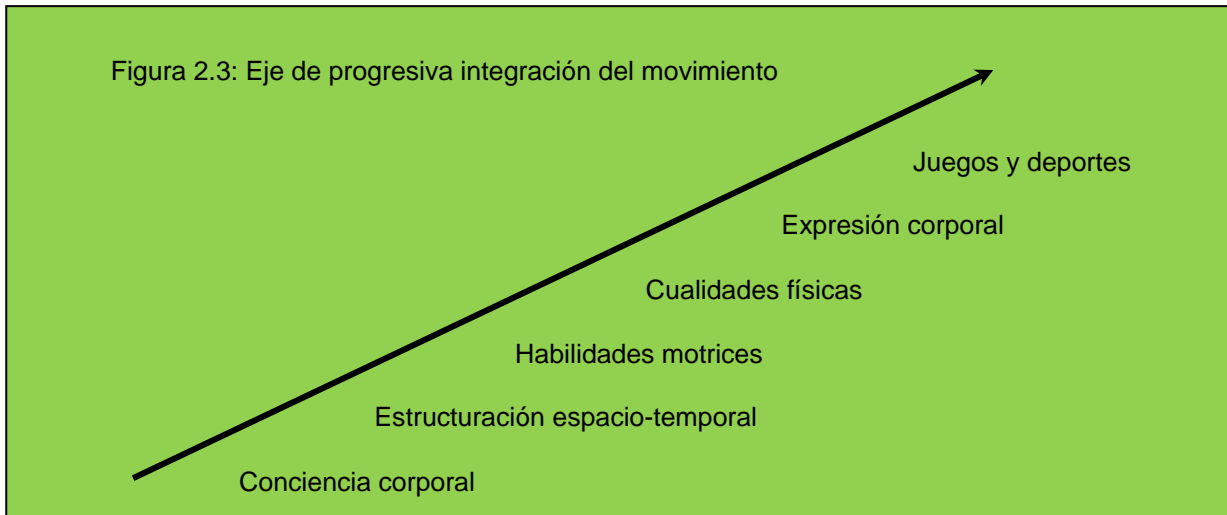 Figura 2.3: Eje de progresiva integración del movimiento
Juegos y deportes
Expresión corporal
Cualidades físicas
Habilidades motrices
Estructuración espacio-temporal
Conciencia corporal